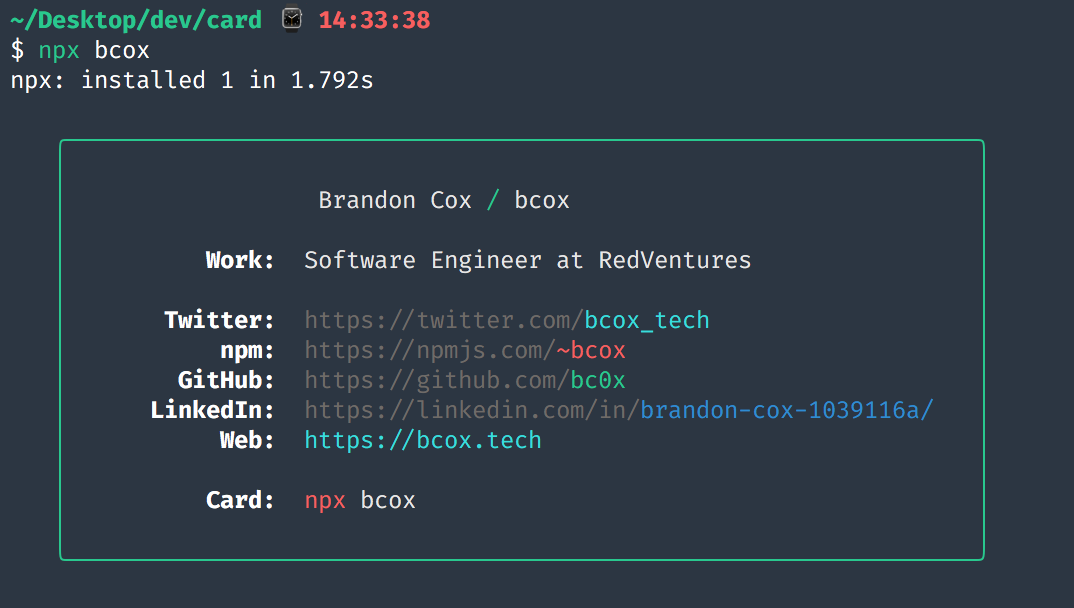 ~/Desktop/dev/card ⌚ 14:33:38
$ npx bcox
npx: installed 1 in 1.792s
Brandon Cox / bcox
Work: Software Engineer at RedVentures
Twitter: https://twitter.com/bcox_tech
npm: https://npmjs.com/~bcox
GitHub: https://github.com/bc0x
LinkedIn: https://linkedin.com/in/brandon-cox-1039116a/
Web: https://bcox.tech
Card: npx bcox